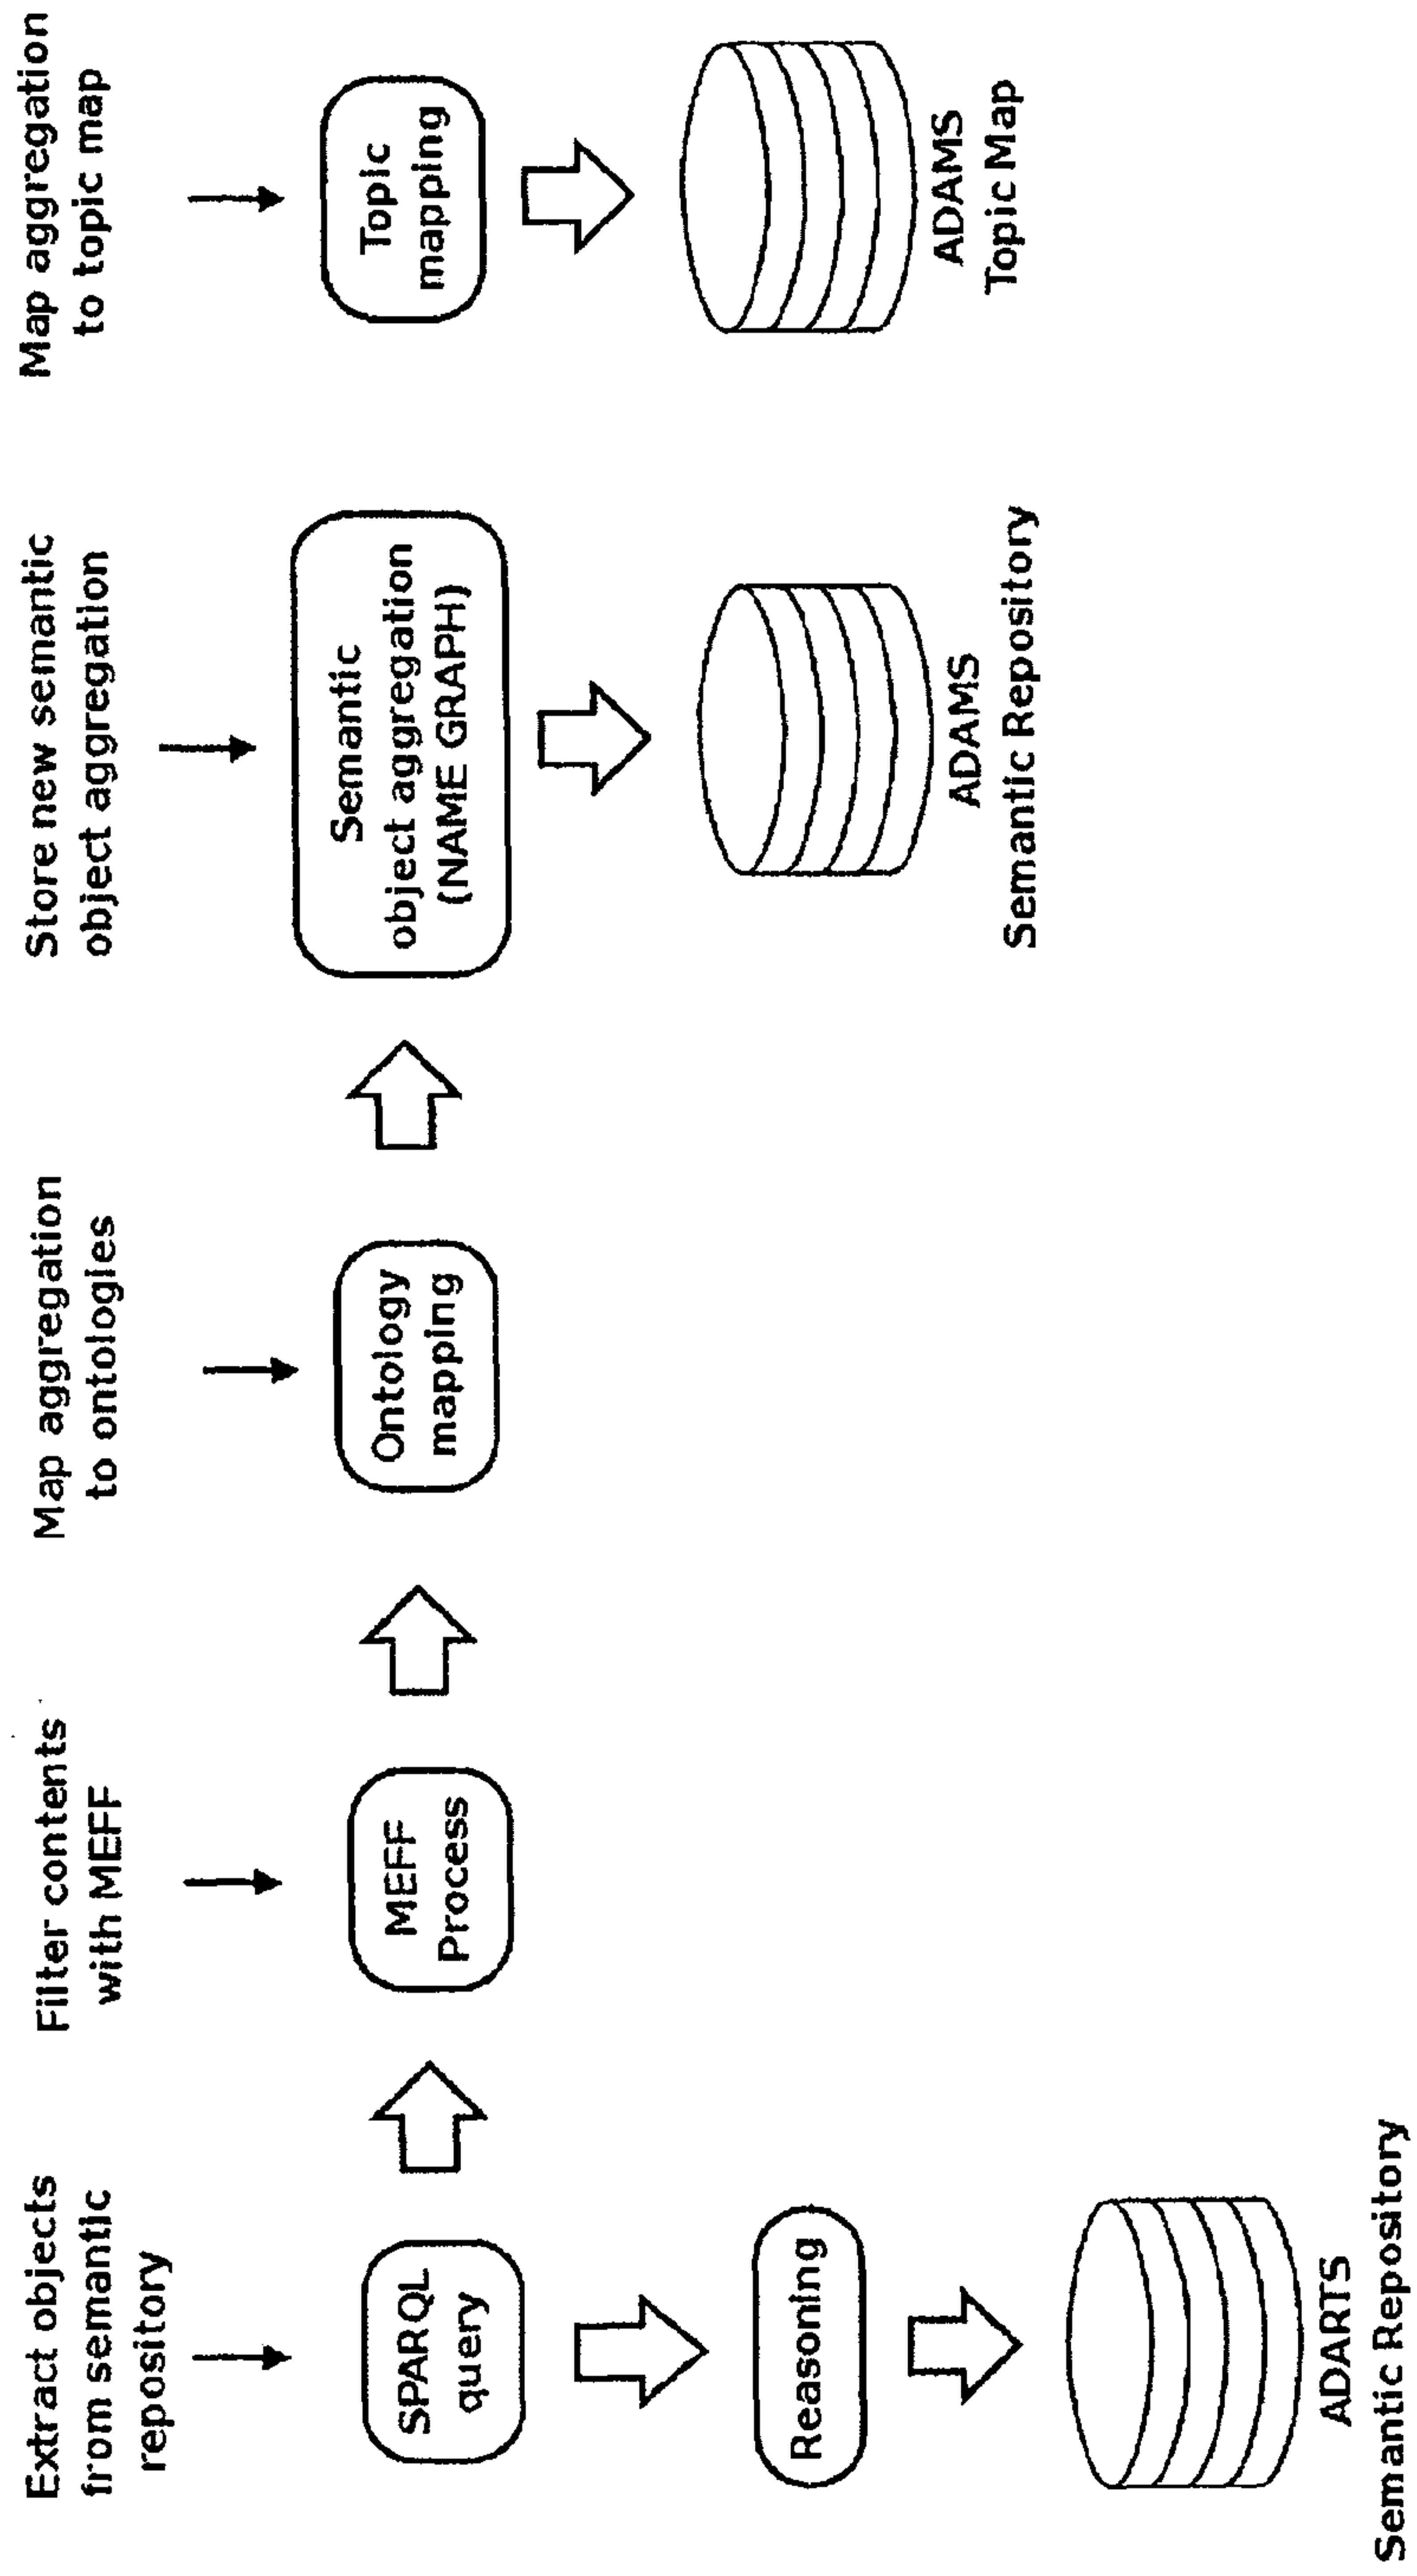 Extract objects
from semantic
repository
Filter contents
with MEFF
Map aggregation
to ontologies
Store new semantic
object aggregation
Map aggregation
to topic map
SPARQL
query
MEFF
Process
Ontology
mapping
Semantic
object aggregation
(NAME GRAPH)
Topic
mapping
Reasoning
ADARTS
Semantic Repository
ADAMS
Semantic Repository
ADAMS
Topic Map